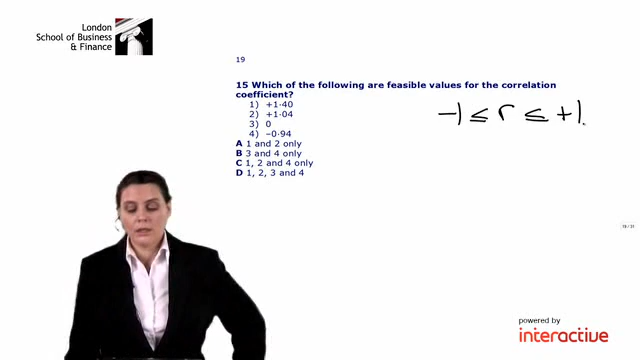 London
School of Business
& Finance
19
15 Which of the following are feasible values for the correlation
coefficient?
1) +1·40
2) +1·04
3) 0
4) –0·94
A 1 and 2 only
B 3 and 4 only
C 1, 2 and 4 only
D 1, 2, 3 and 4
-1 ≤ r ≤ +1
19 / 31
powered by
interactive